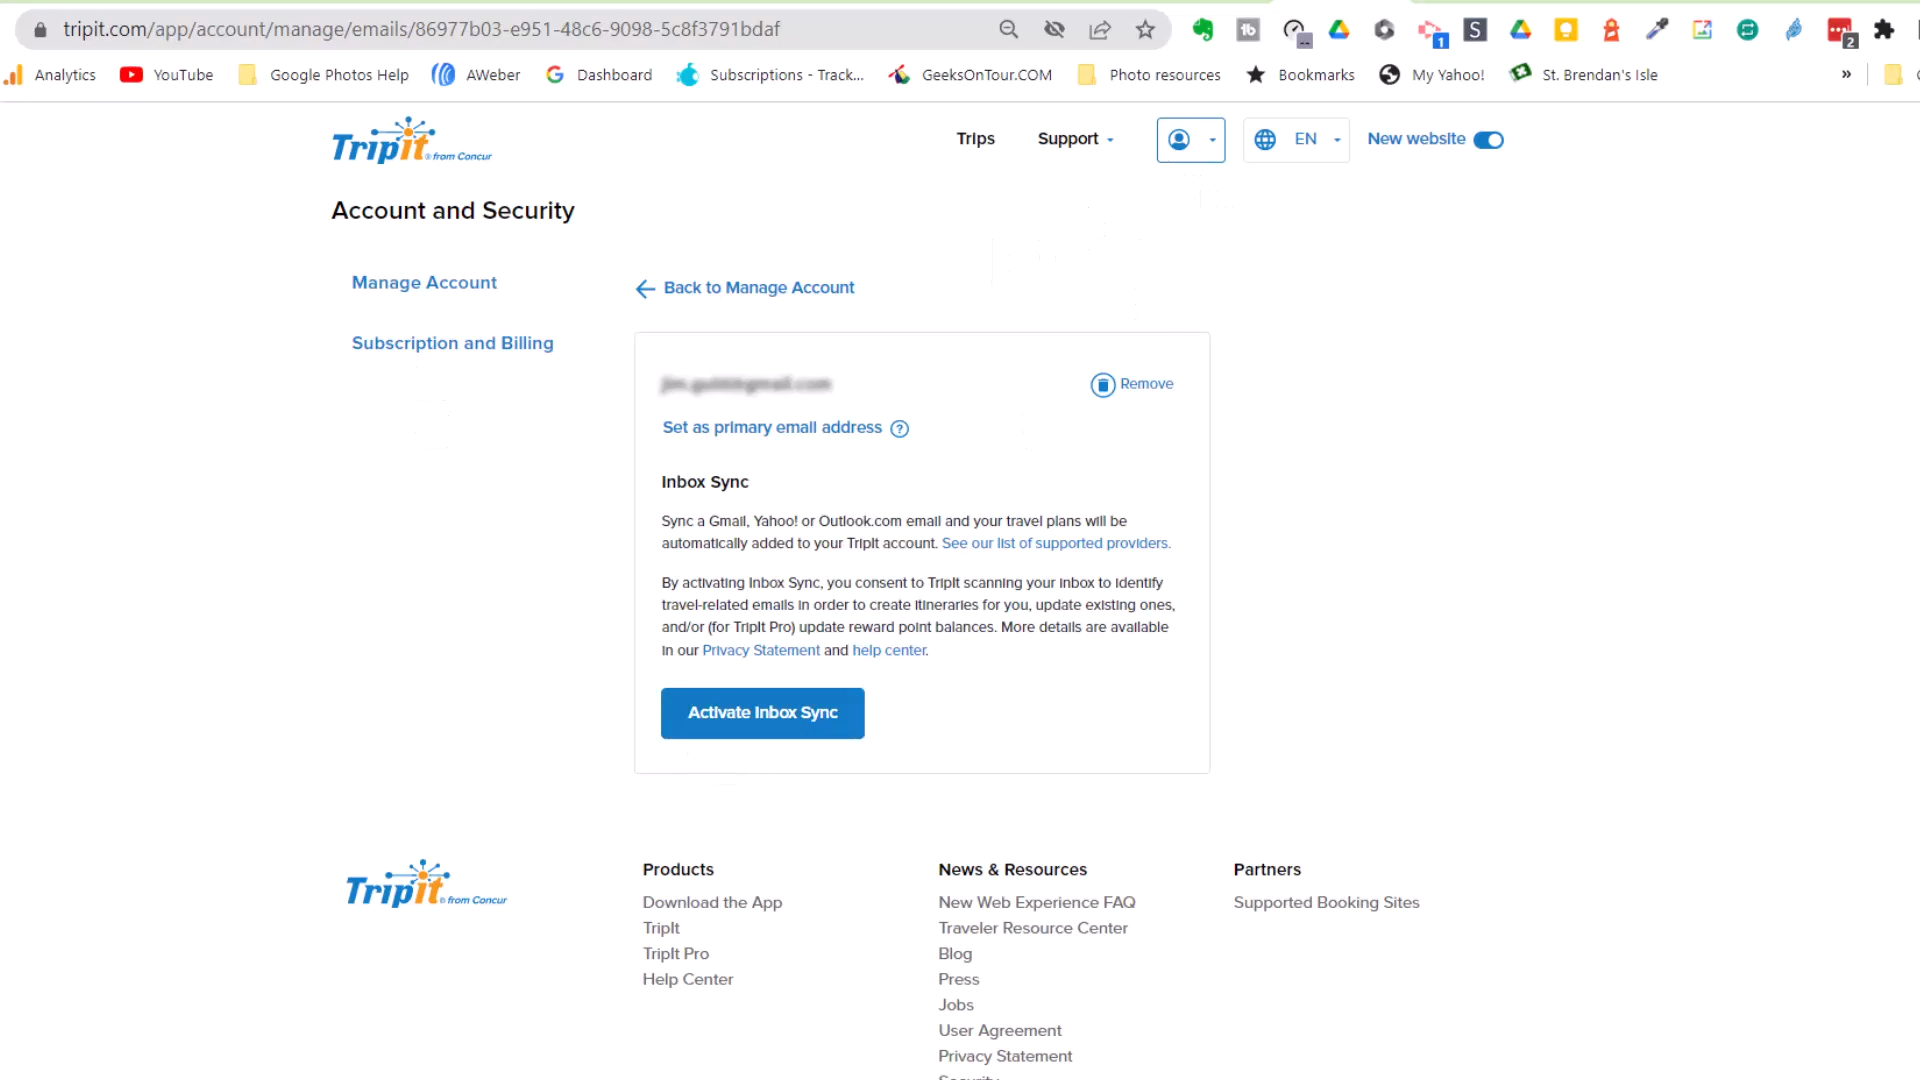 tripit.com/app/account/manage/emails/86977b03-e951-48c6-9098-5c8f3791bdaf
Analytics YouTube Google Photos Help AWeber Dashboard Subscriptions - Track... GeeksOnTour.COM Photo resources Bookmarks My Yahoo! St. Brendan's Isle »
TripIt® from Concur
Trips Support EN New website
Account and Security
Manage Account
Subscription and Billing
Back to Manage Account
Remove
Set as primary email address ?
Inbox Sync
Sync a Gmail, Yahoo! or Outlook.com email and your travel plans will be
automatically added to your TripIt account. See our list of supported providers.
By activating Inbox Sync, you consent to TripIt scanning your inbox to identify
travel-related emails in order to create itineraries for you, update existing ones,
and/or (for TripIt Pro) update reward point balances. More details are available
in our Privacy Statement and help center.
Activate Inbox Sync
TripIt® from Concur
Products
Download the App
TripIt
TripIt Pro
Help Center
News & Resources
New Web Experience FAQ
Traveler Resource Center
Blog
Press
Jobs
User Agreement
Privacy Statement
Security
Partners
Supported Booking Sites